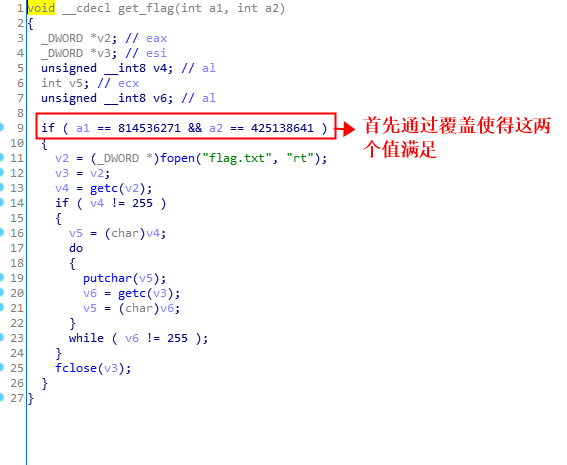 1 void __cdecl get_flag(int a1, int a2)
2 {
3   _DWORD *v2; // eax
4   _DWORD *v3; // esi
5   unsigned __int8 v4; // al
6   int v5; // ecx
7   unsigned __int8 v6; // al
8
9   if ( a1 == 814536271 && a2 == 425138641 )
10   {
11     v2 = (_DWORD *)fopen("flag.txt", "rt");
12     v3 = v2;
13     v4 = getc(v2);
14     if ( v4 != 255 )
15     {
16       v5 = (char)v4;
17       do
18       {
19         putchar(v5);
20         v6 = getc(v3);
21         v5 = (char)v6;
22       }
23       while ( v6 != 255 );
24     }
25     fclose(v3);
26   }
27 }
首先通过覆盖使得这两
个值满足